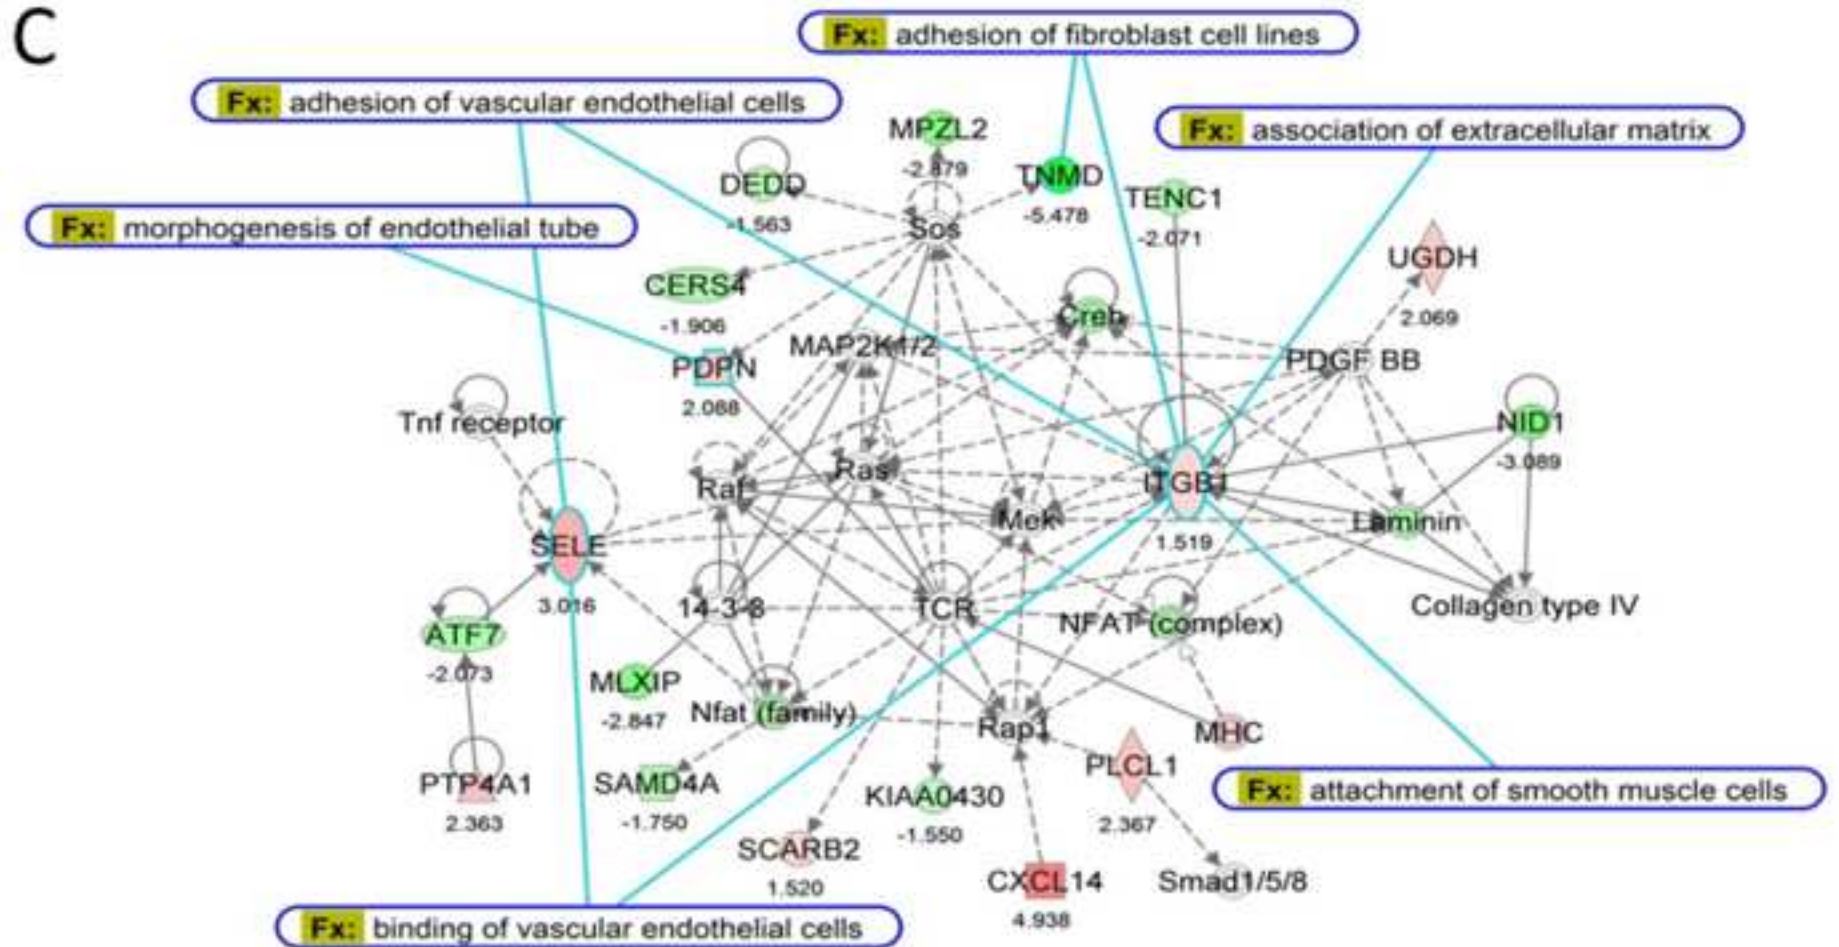 C
Fx: adhesion of fibroblast cell lines
Fx: adhesion of vascular endothelial cells
Fx: association of extracellular matrix
MPZL2
-2.879
DEDD
-1.563
TNMD
-5.478
TENC1
-2.071
Fx: morphogenesis of endothelial tube
Sos
UGDH
2.069
CERS4
-1.906
Creb
MAP2K1/2
PDGF BB
PDPN
2.088
Tnf receptor
NID1
-3.089
Ras
Raf
ITGB1
1.519
Mek
Laminin
SELE
3.016
14-3-3
TCR
NFAT (complex)
Collagen type IV
ATF7
-2.073
MLXIP
-2.847
Nfat (family)
Rap1
MHC
PTP4A1
2.363
SAMD4A
-1.750
KIAA0430
-1.550
PLCL1
2.367
Fx: attachment of smooth muscle cells
SCARB2
1.520
CXCL14
4.938
Smad1/5/8
Fx: binding of vascular endothelial cells